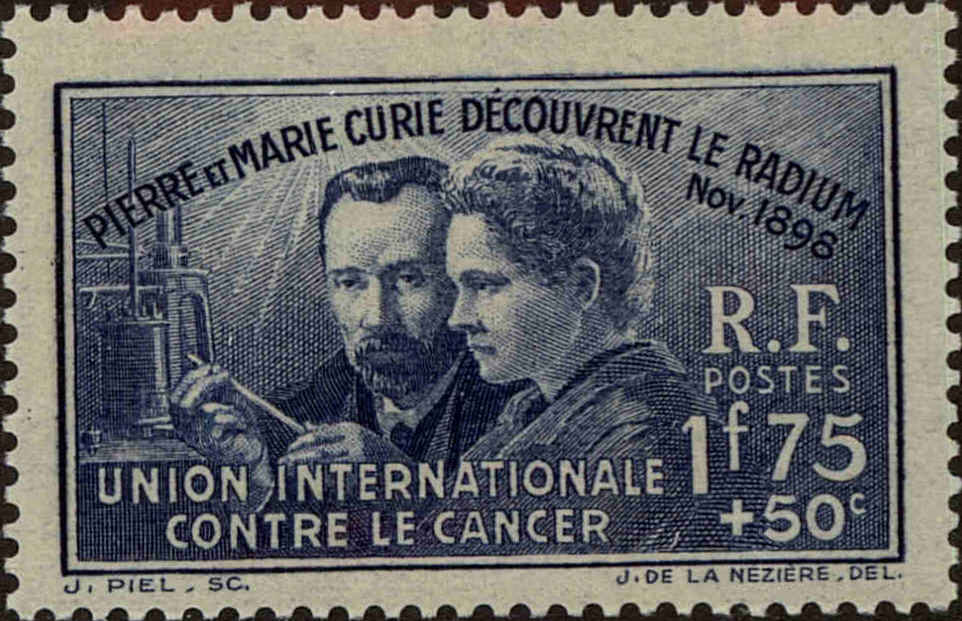 PIERRE ET MARIE CURIE DÉCOUVRENT LE RADIUM
Nov. 1898
R.F.
POSTES
1f75
+50c
UNION INTERNATIONALE
CONTRE LE CANCER
J. PIEL, SC.
J. DE LA NEZIÈRE, DEL.